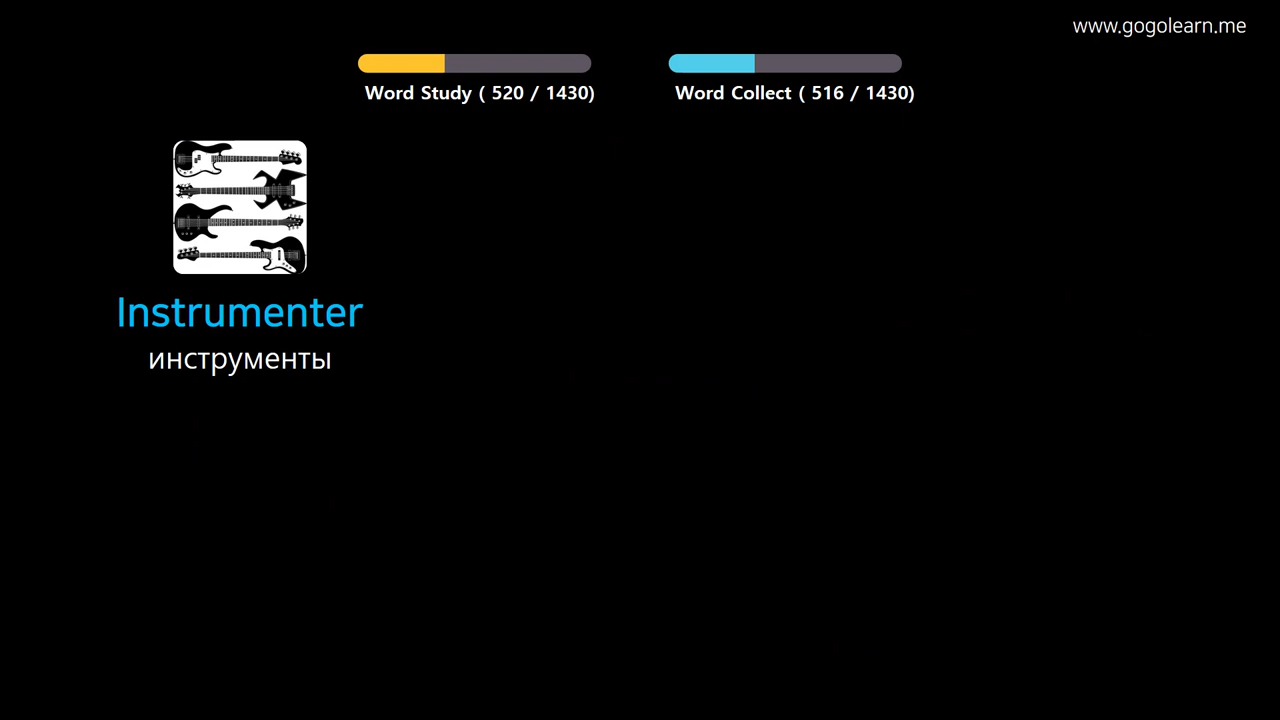 www.gogolearn.me
Word Study ( 520 / 1430)
Word Collect ( 516 / 1430)
Instrumenter
инструменты